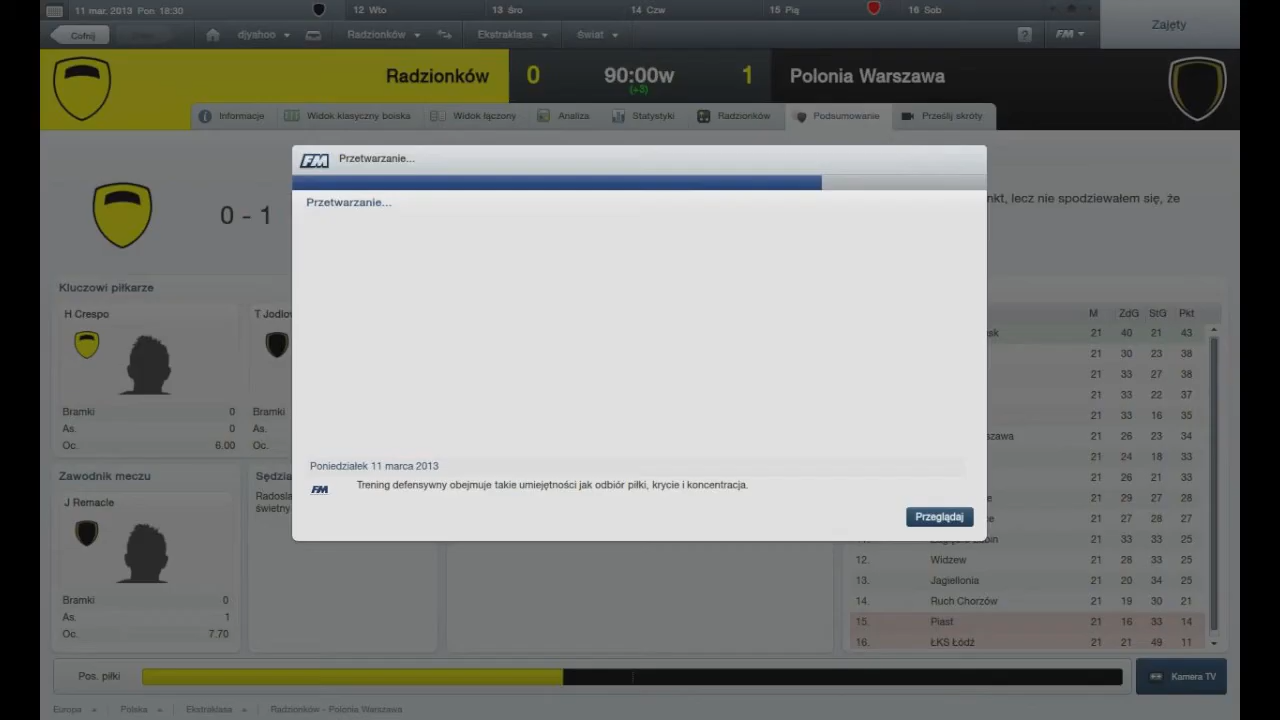 11 mar. 2013 Pon 18:30
12 Wto
13 Śro
14 Czw
15 Pią
16 Sob
Zajęty
Cofnij
djyahoo
Radzionków
Ekstraklasa
Świat
?
FM
Radzionków
0
90:00w
(+3)
1
Polonia Warszawa
Informacje
Widok klasyczny boiska
Widok łączony
Analiza
Statystyki
Radzionków
Podsumowanie
Prześlij skróty
FM Przetwarzanie...
Przetwarzanie...
0 - 1
nkt, lecz nie spodziewałem się, że
Kluczowi piłkarze
H Crespo
T Jodło
Bramki 0
As. 0
Oc. 6.00
Bramki
As.
Oc.
Zawodnik meczu
J Remacle
Bramki 0
As. 1
Oc. 7.70
Sędzia
Radosła
świetny
Poniedziałek 11 marca 2013
FM Trening defensywny obejmuje takie umiejętności jak odbiór piłki, krycie i koncentracja.
Przeglądaj
M ZdG StG Pkt
sk 21 40 21 43
21 30 23 38
21 33 27 38
21 33 22 37
21 33 16 35
szawa 21 26 23 34
21 24 18 33
21 26 21 33
e 21 29 27 28
ce 21 27 28 27
21 33 33 25
12. Widzew 21 28 33 25
13. Jagiellonia 21 20 34 25
14. Ruch Chorzów 21 19 30 21
15. Piast 21 16 33 14
16. ŁKS Łódź 21 21 49 11
Pos. piłki
Kamera TV
Europa
Polska
Ekstraklasa
Radzionków - Polonia Warszawa